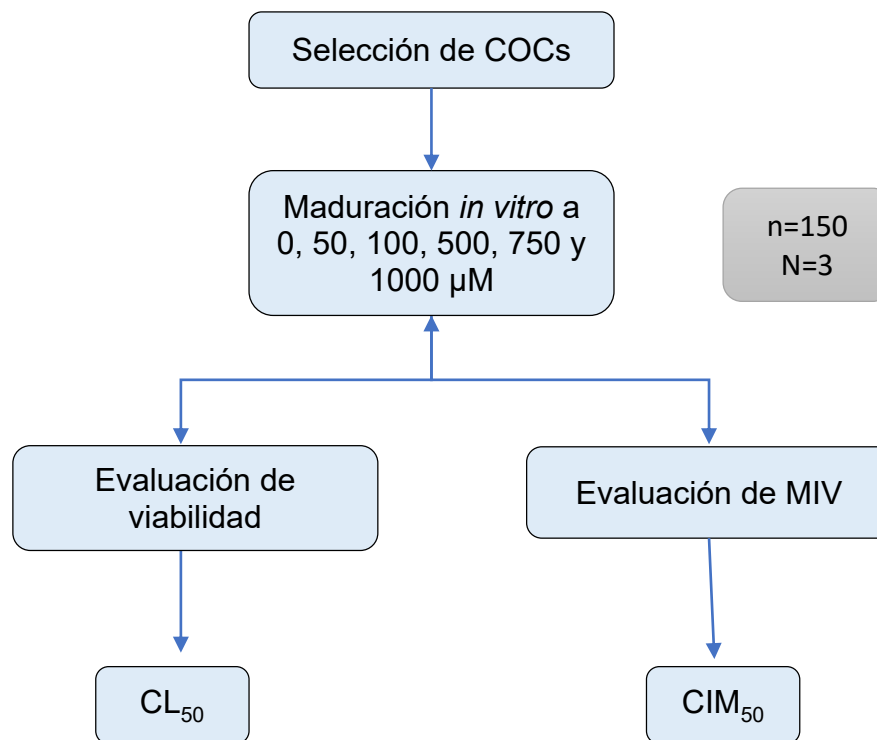 Selección de COCs
Maduración in vitro a
0, 50, 100, 500, 750 y
1000 µM
n=150
N=3
Evaluación de
viabilidad
Evaluación de MIV
CL50
CIM50